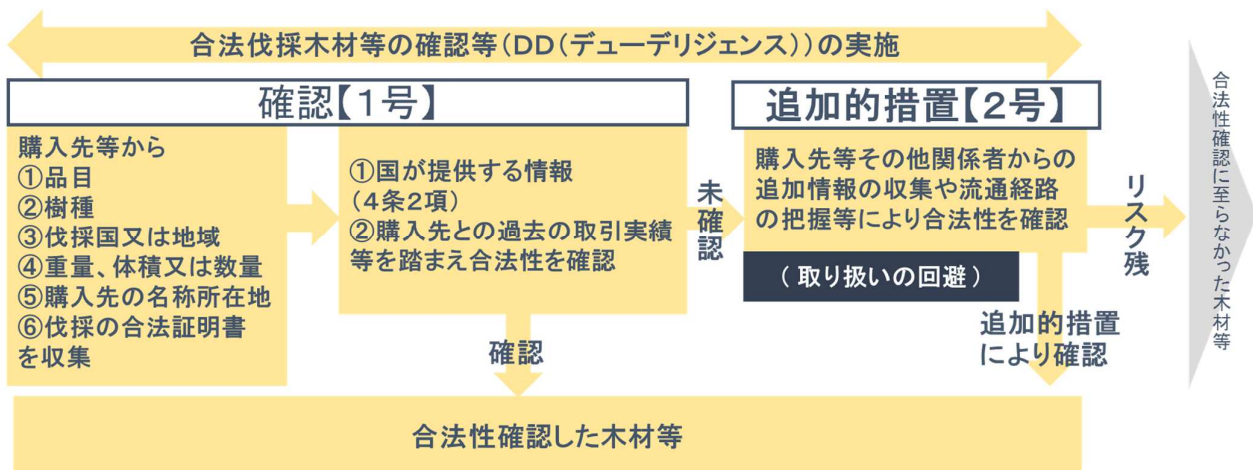 合法伐採木材等の確認等(DD(デューデリジェンス))の実施
確認【1号】
購入先等から
①品目
②樹種
③伐採国又は地域
④重量、体積又は数量
⑤購入先の名称所在地
⑥伐採の合法証明書
を収集
①国が提供する情報
(4条2項)
②購入先との過去の取引実績
等を踏まえ合法性を確認
未確認
確認
追加的措置【2号】
購入先等その他関係者からの
追加情報の収集や流通経路
の把握等により合法性を確認
(取り扱いの回避)
リスク残
追加的措置
により確認
合法性確認に至らなかった木材等
合法性確認した木材等